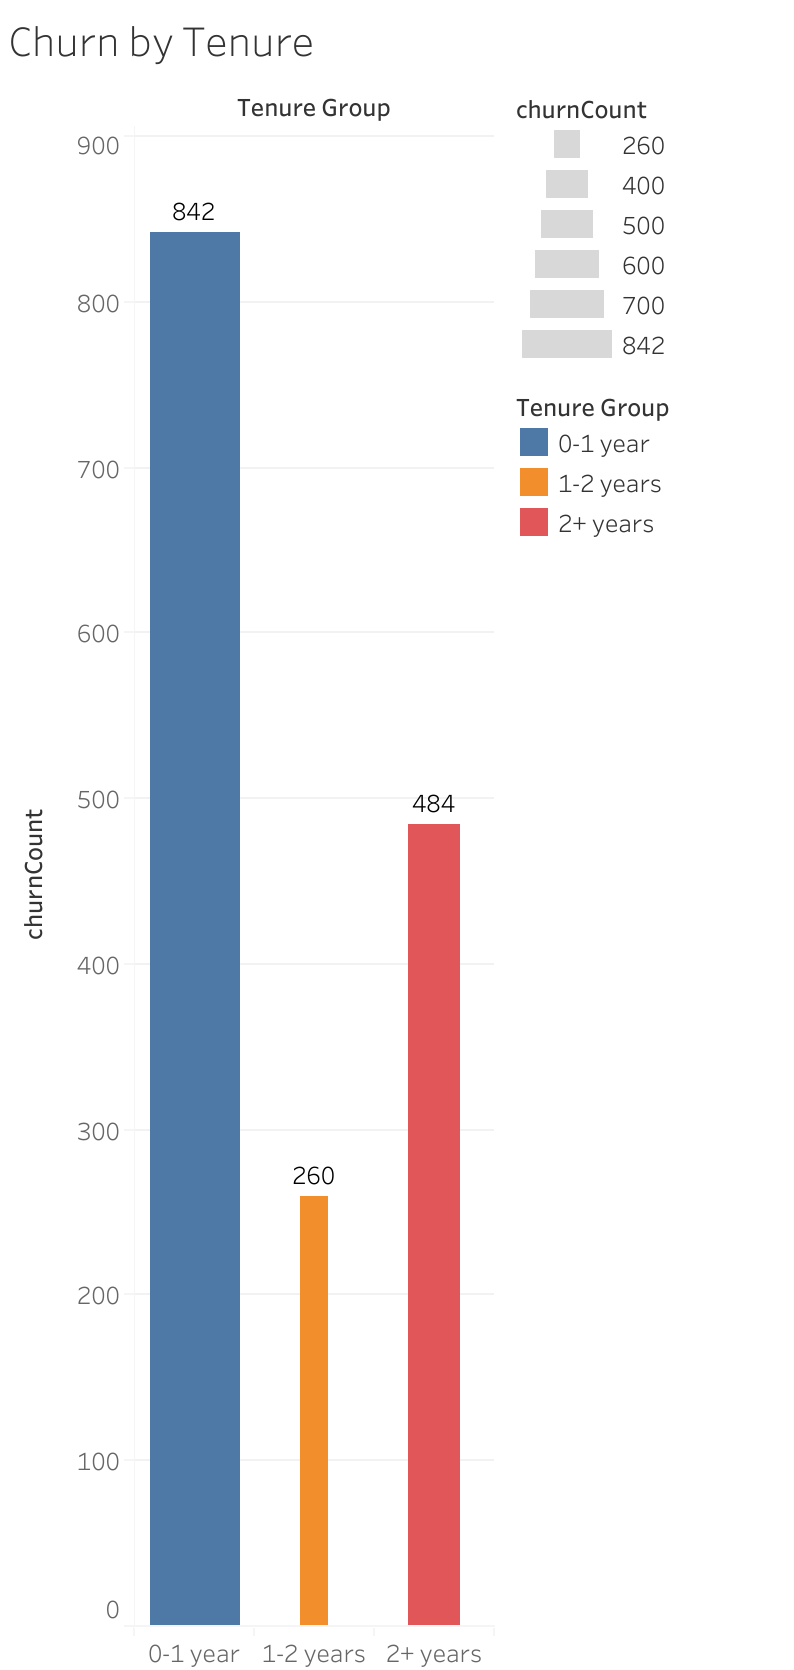 Churn by Tenure
Tenure Group
900
800
700
600
500
400
300
200
100
0
churnCount
842
260
484
0-1 year
1-2 years
2+ years
churnCount
260
400
500
600
700
842
Tenure Group
0-1 year
1-2 years
2+ years